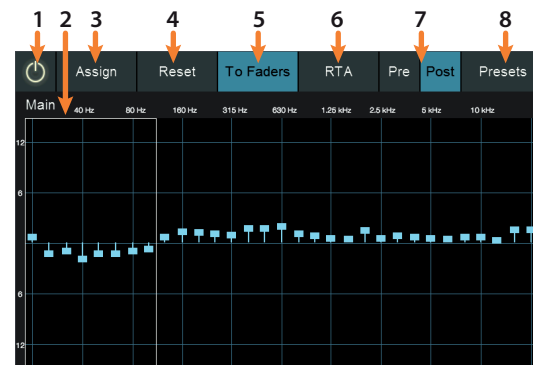 1 2 3 4 5 6 7 8
Assign Reset To Faders RTA Pre Post Presets
Main 40 Hz 80 Hz 160 Hz 315 Hz 630 Hz 1.25 kHz 2.5 kHz 5 kHz 10 kHz
12
6
6
12